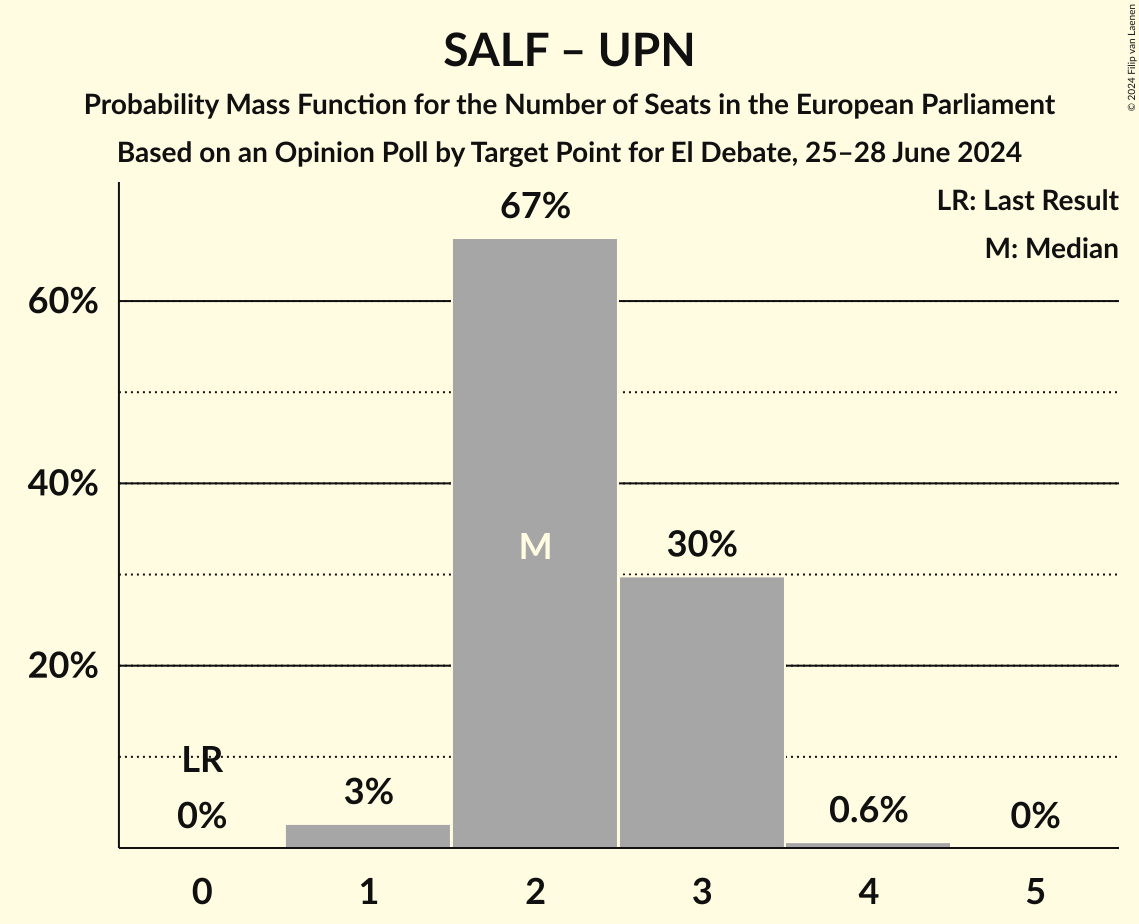 SALF – UPN
Probability Mass Function for the Number of Seats in the European Parliament
Based on an Opinion Poll by Target Point for El Debate, 25–28 June 2024
© 2024 Filip van Laenen
LR: Last Result
M: Median
67%
60%
40%
M
30%
20%
LR
3%
0%
0.6%
0%
0 1 2 3 4 5